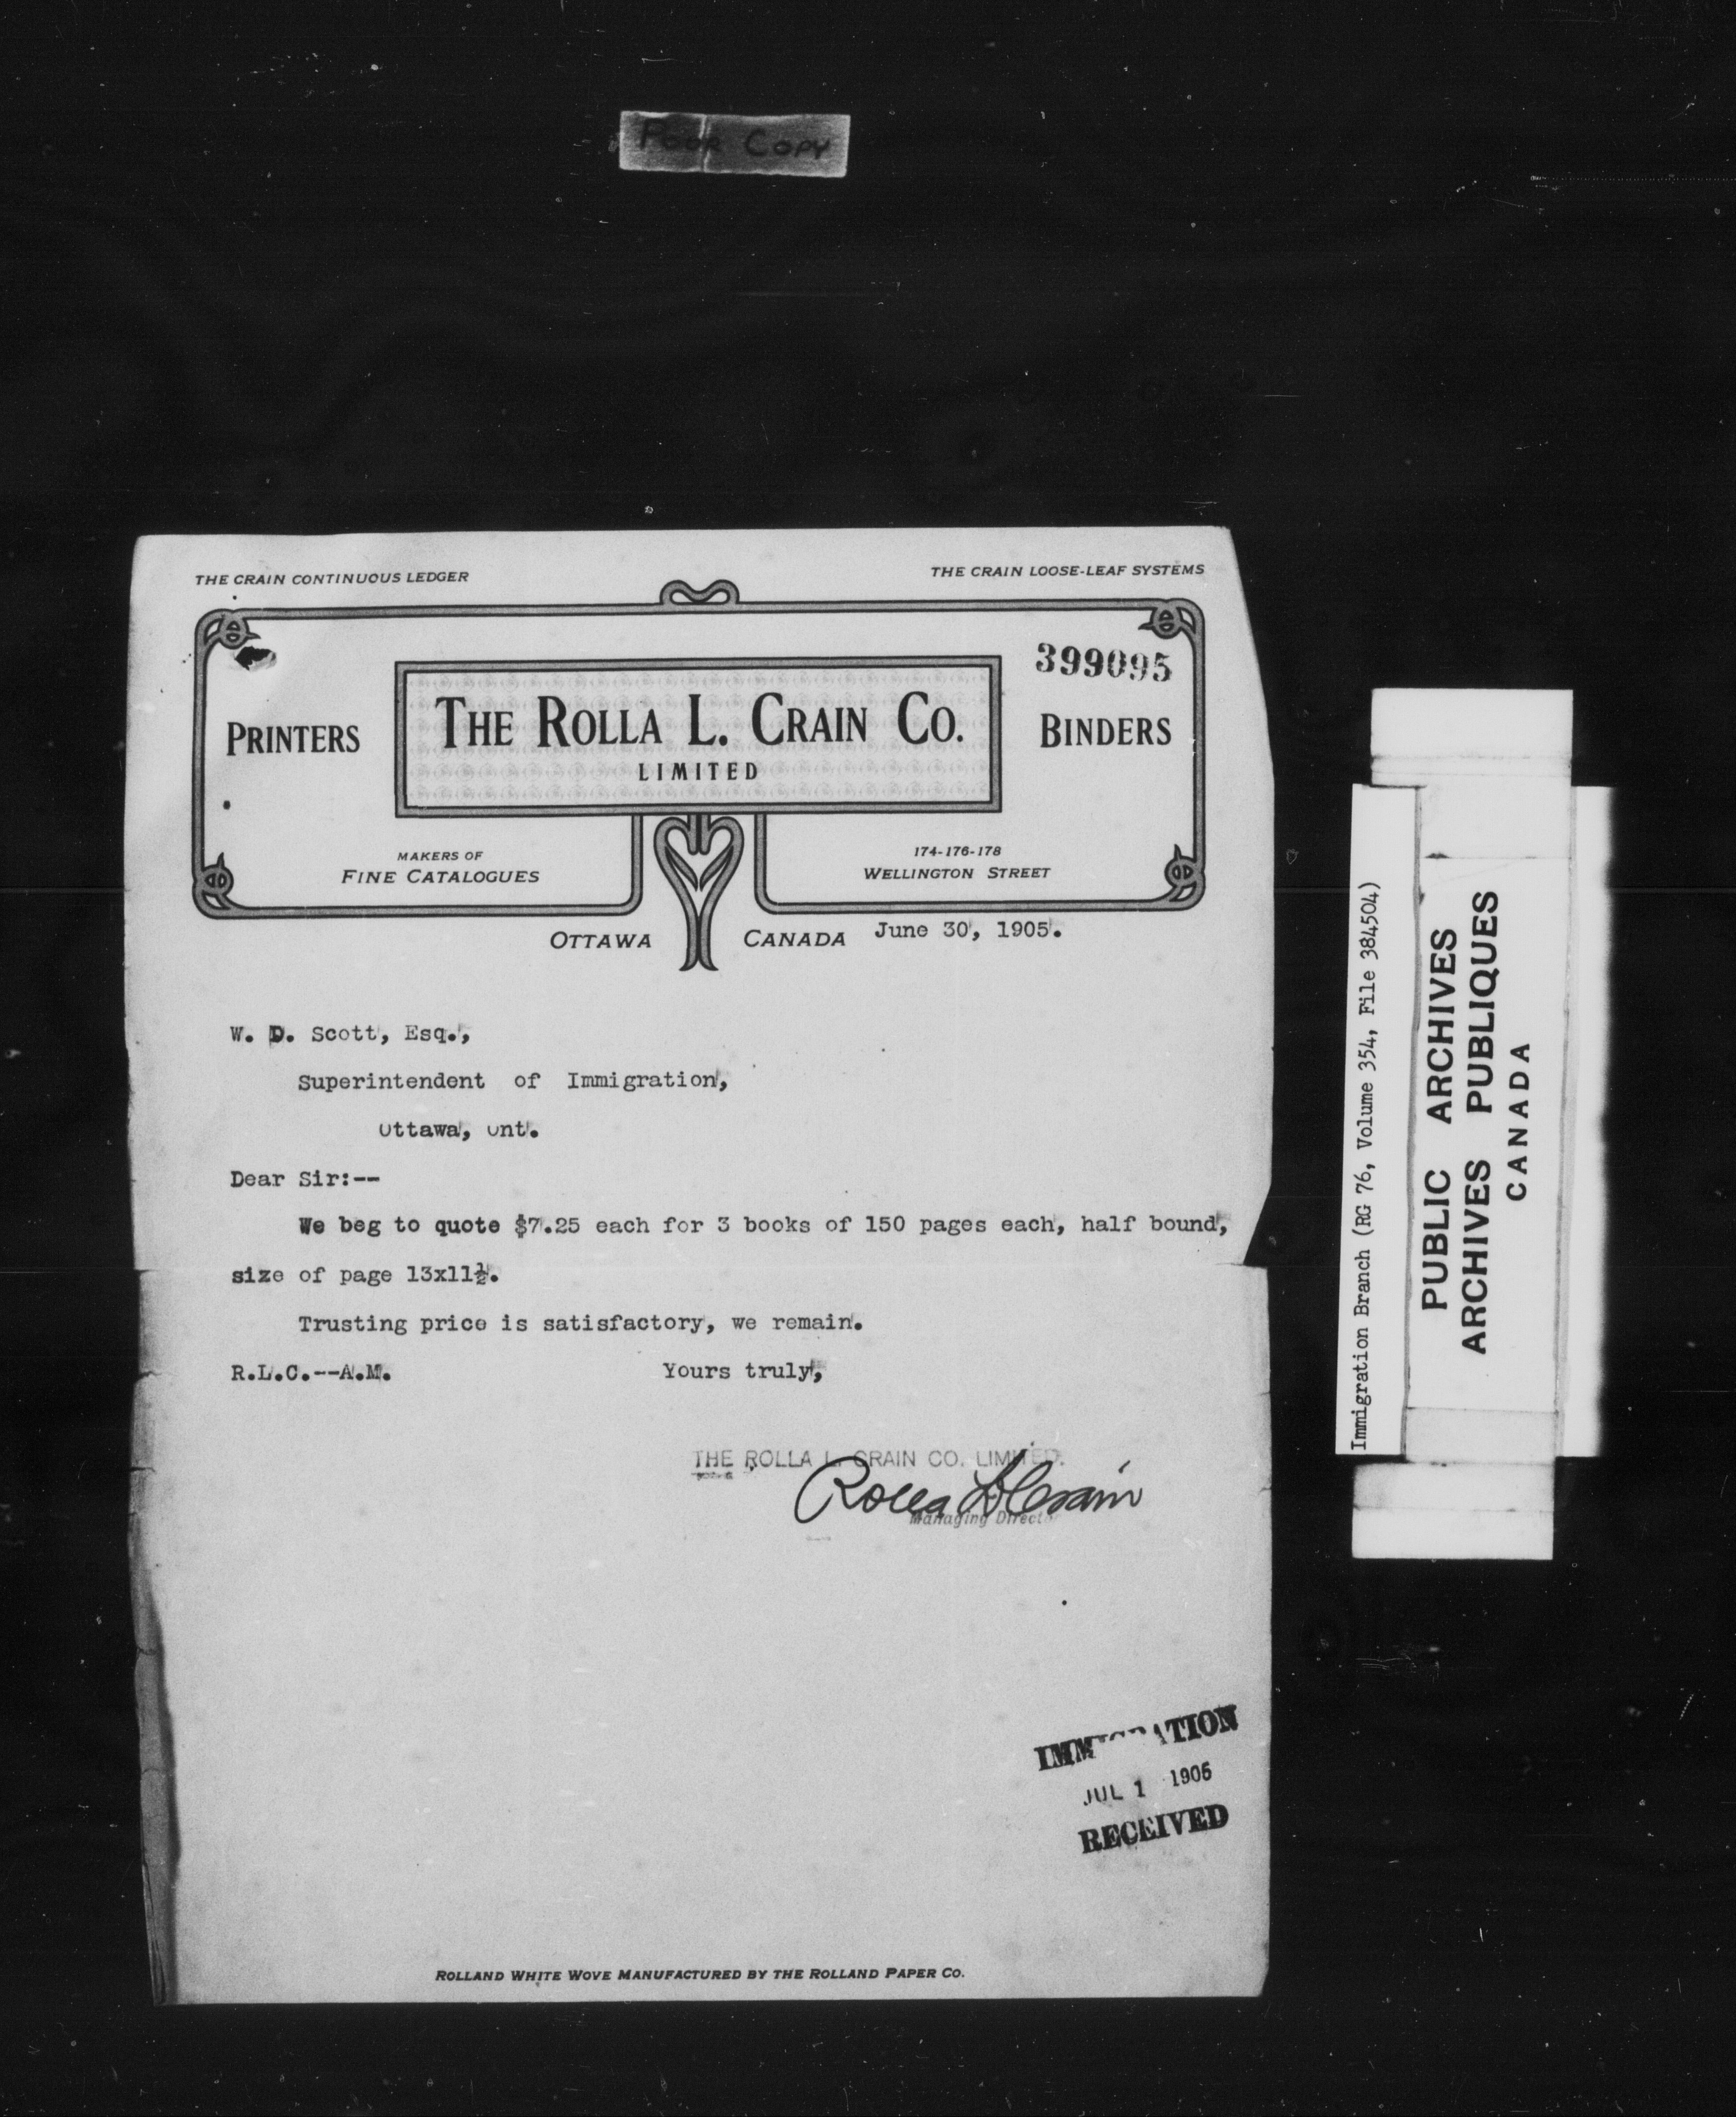 POOR COPY
THE CRAIN CONTINUOUS LEDGER
THE CRAIN LOOSE-LEAF SYSTEMS
399095
PRINTERS
THE ROLLA L. CRAIN CO.
LIMITED
BINDERS
MAKERS OF
FINE CATALOGUES
174-176-178
WELLINGTON STREET
OTTAWA CANADA June 30, 1905.
W. D. Scott, Esq.,
Superintendent of Immigration,
Ottawa, Ont.
Dear Sir:--
We beg to quote $7.25 each for 3 books of 150 pages each, half bound,
size of page 13x11½.
Trusting price is satisfactory, we remain.
R.L.C.--A.M. Yours truly,
THE ROLLA L. CRAIN CO. LIMITED.
Rolla L Crain
Managing Director
IMMIGRATION
JUL 1 1905
RECEIVED
ROLLAND WHITE WOVE MANUFACTURED BY THE ROLLAND PAPER CO.
Immigration Branch (RG 76, Volume 354, File 384504)
PUBLIC ARCHIVES
ARCHIVES PUBLIQUES
CANADA